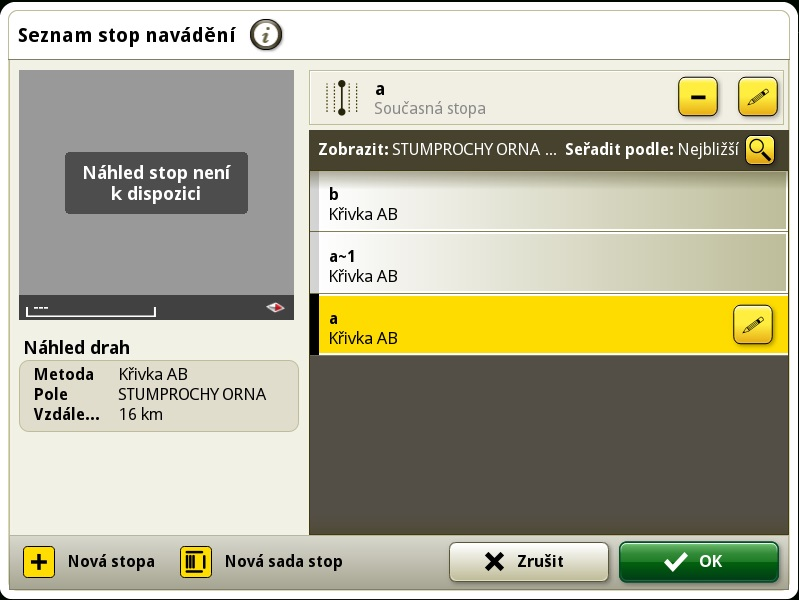 Seznam stop navádění
Náhled stop není
k dispozici
---
Náhled drah
Metoda Křivka AB
Pole STUMPROCHY ORNA
Vzdále... 16 km
a
Současná stopa
Zobrazit: STUMPROCHY ORNA ... Seřadit podle: Nejbližší
b
Křivka AB
a~1
Křivka AB
a
Křivka AB
Nová stopa
Nová sada stop
Zrušit
OK